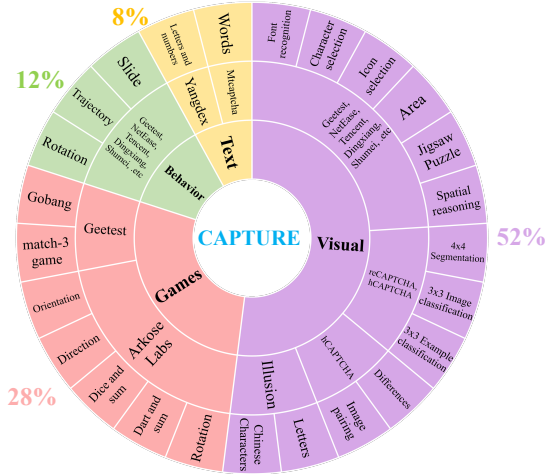 CAPTURE
Visual
Geetest,
NetEase,
Tencent,
Dingxiang,
Shumei, .etc
Font
recognition
Character
selection
Icon
selection
Area
Jigsaw
Puzzle
Spatial
reasoning
52%
reCAPTCHA,
hCAPTCHA
4x4
Segmentation
3x3 Image
classification
3x3 Example
classification
hCAPTCHA
Differences
Image
pairing
Illusion
Letters
Chinese
Characters
Games
28%
Arkose
Labs
Rotation
Dart and
sum
Dice and
sum
Direction
Orientation
Geetest
match-3
game
Gobang
Behavior
12%
Geetest,
NetEase,
Tencent,
Dingxiang,
Shumei, .etc
Rotation
Trajectory
Slide
Text
8%
Yangdex
Letters and
numbers
Mtcaptcha
Words